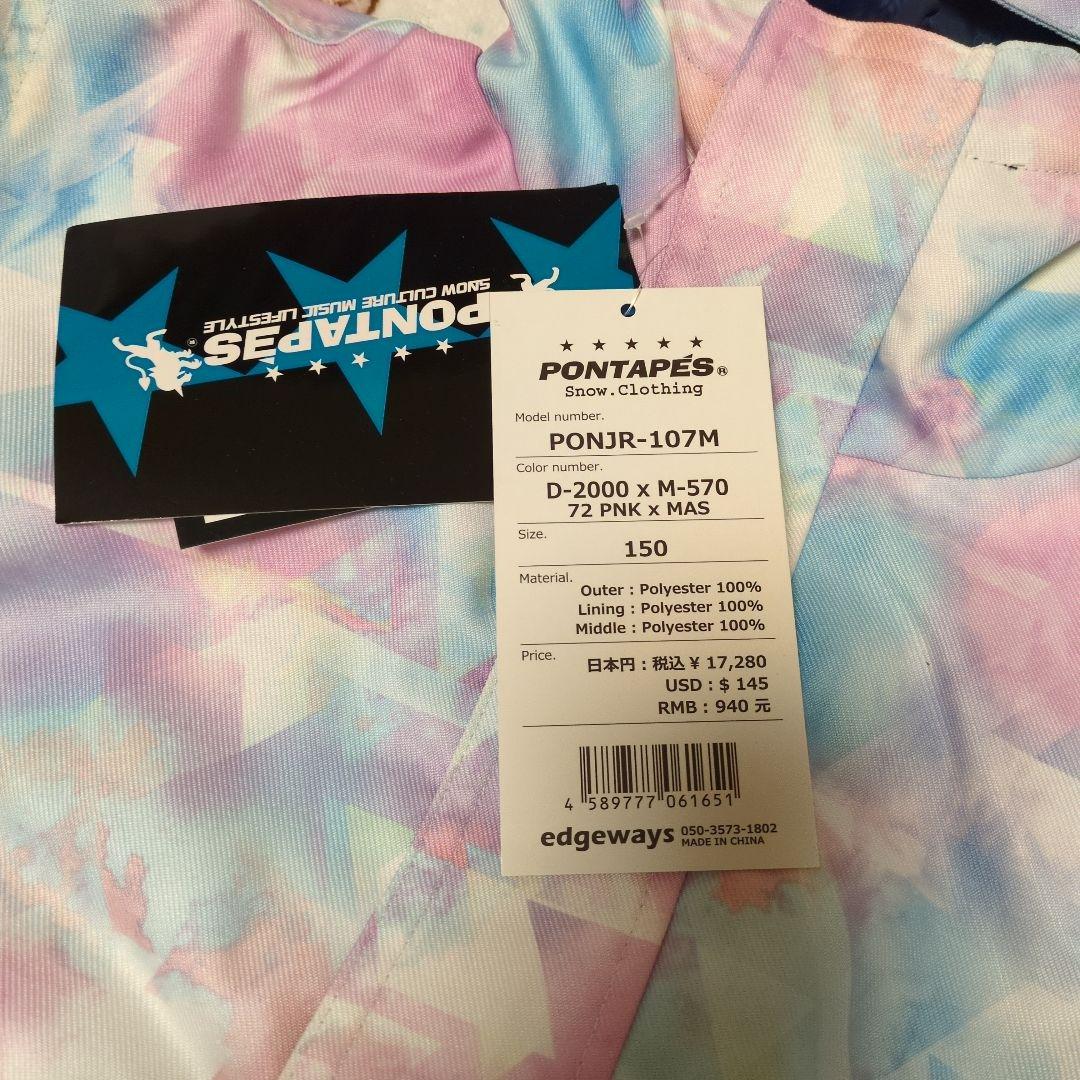 PONTAPÉS®
SNOW CULTURE MUSIC LIFESTYLE
★ ★ ★ ★ ★
PONTAPÉS®
Snow.Clothing
Model number.
PONJR-107M
Color number.
D-2000 x M-570
72 PNK x MAS
Size.
150
Material.
Outer : Polyester 100%
Lining : Polyester 100%
Middle : Polyester 100%
Price.
日本円 : 税込 ¥ 17,280
USD : $ 145
RMB : 940 元
4 589777 061651
edgeways 050-3573-1802
MADE IN CHINA